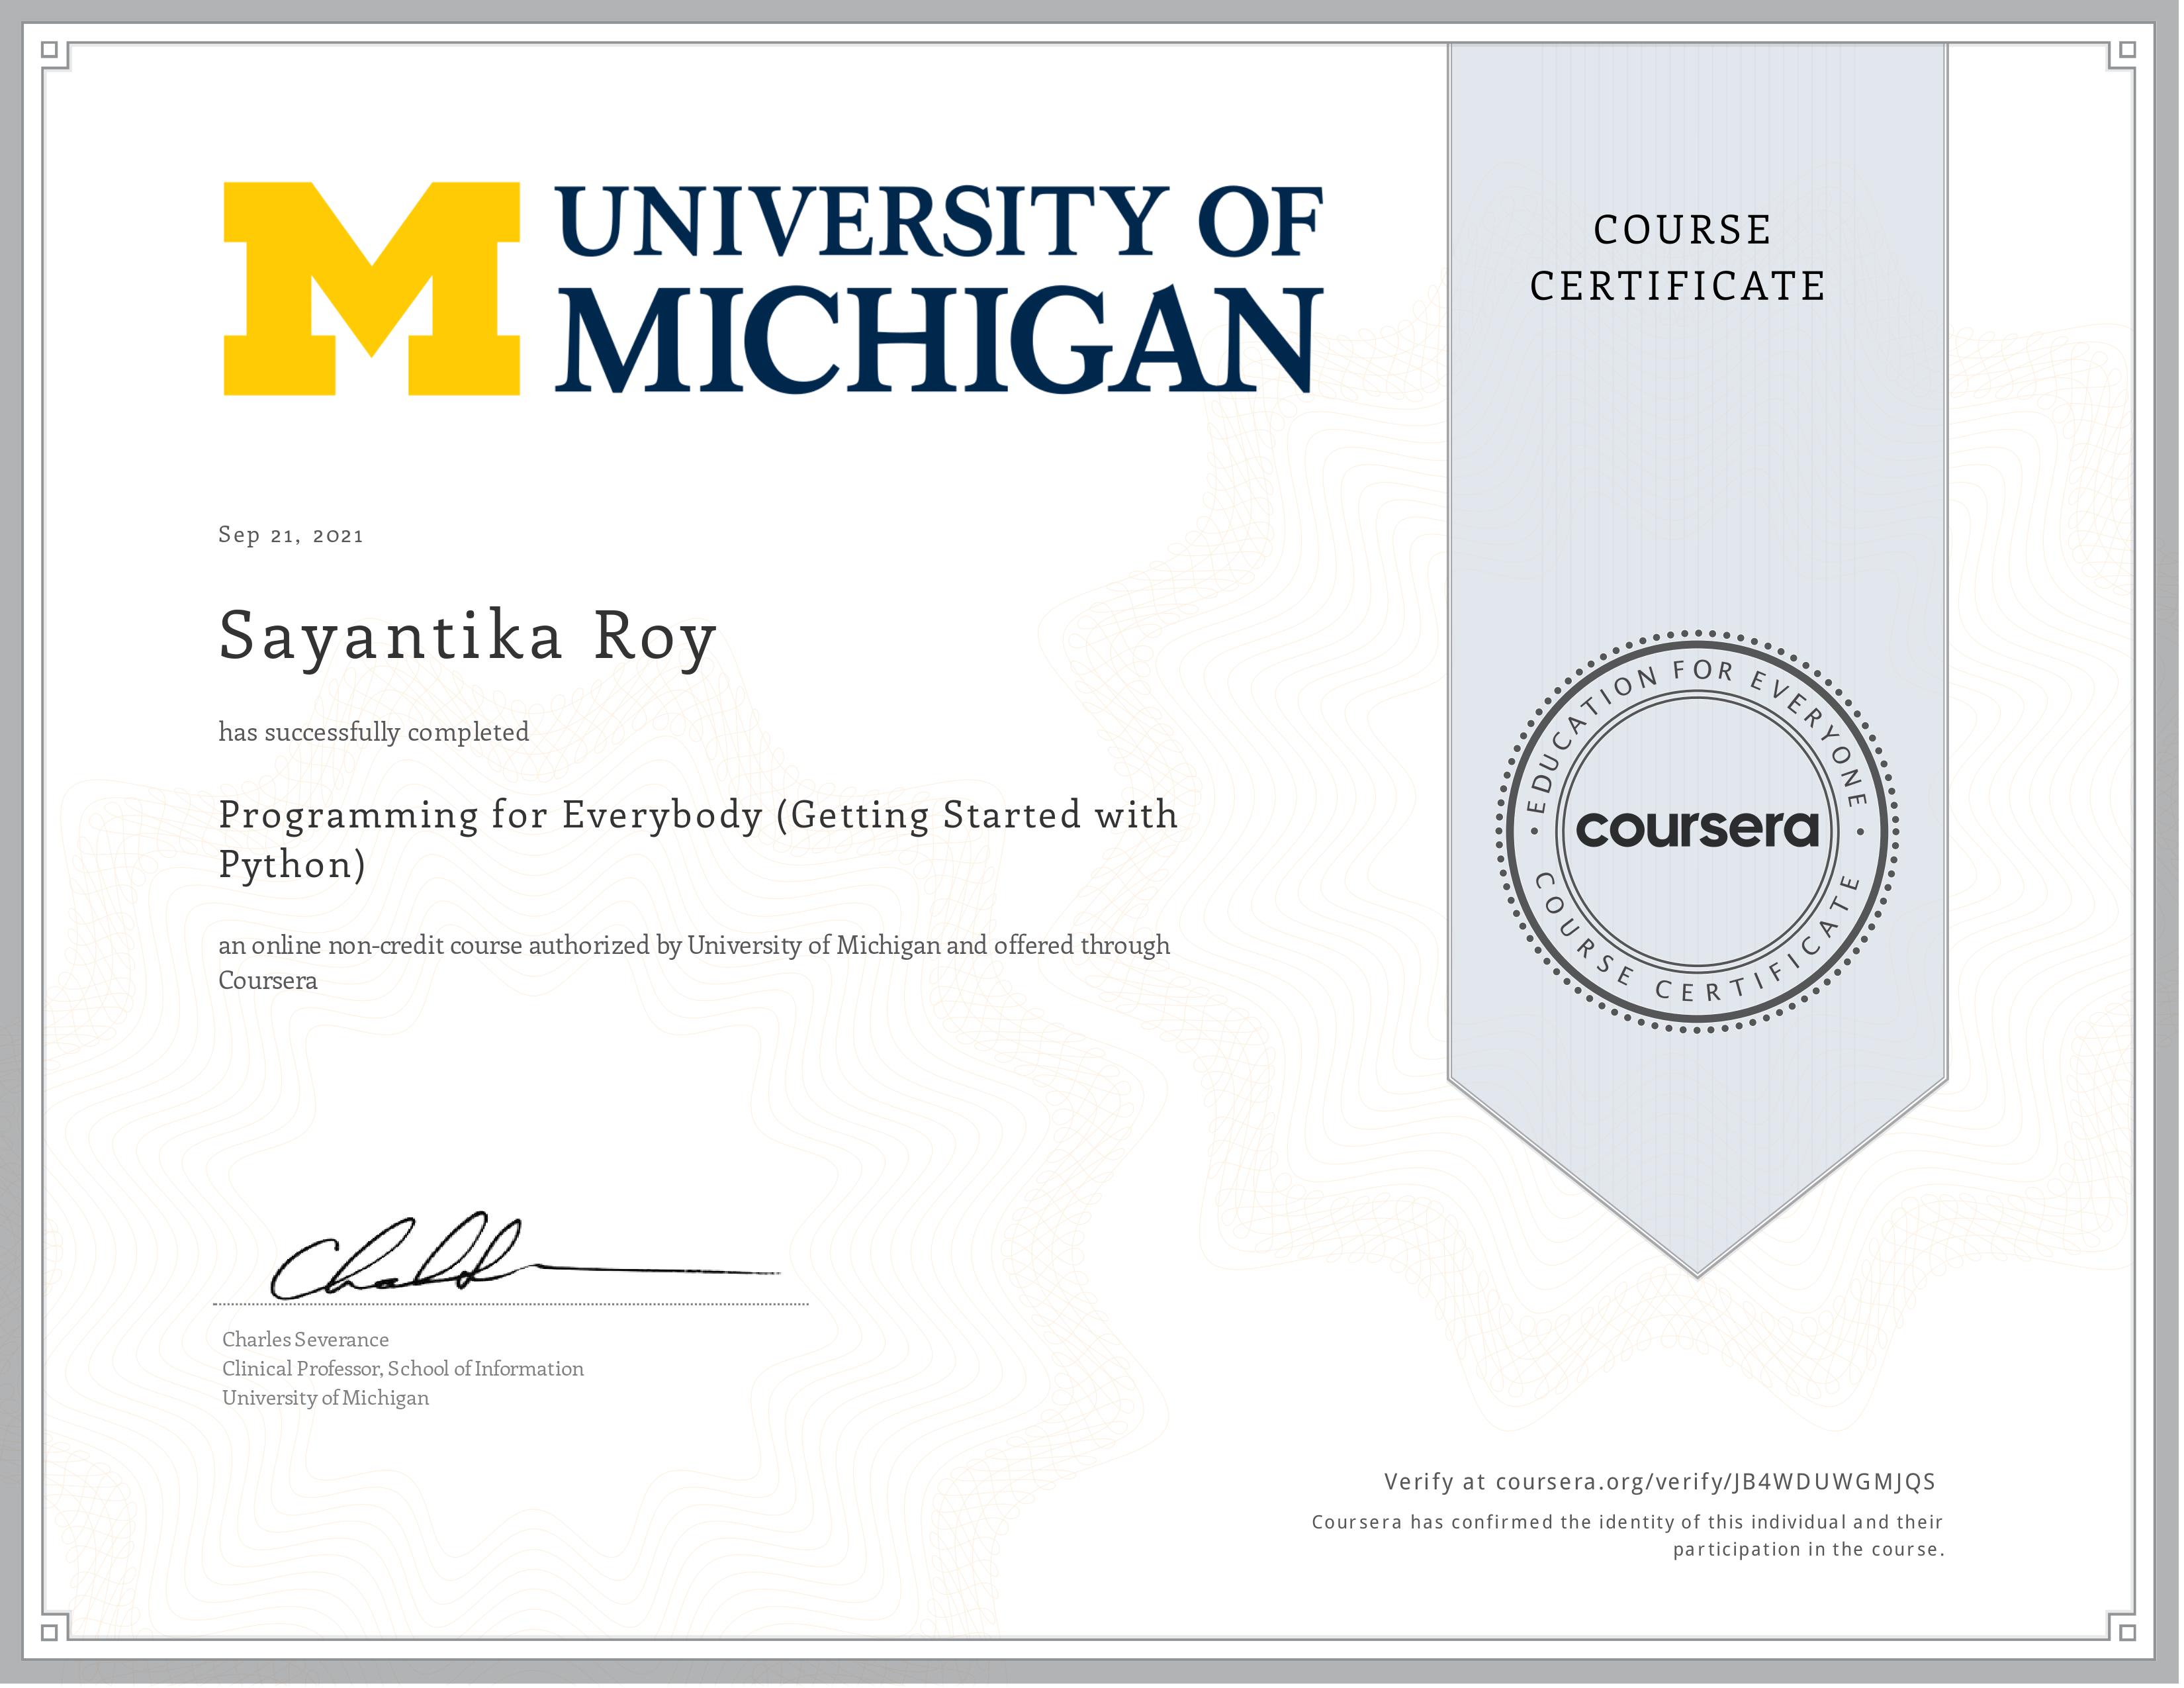 UNIVERSITY OF
MICHIGAN
COURSE
CERTIFICATE
Sep 21, 2021
Sayantika Roy
has successfully completed
Programming for Everybody (Getting Started with
Python)
an online non-credit course authorized by University of Michigan and offered through
Coursera
EDUCATION FOR EVERYONE
coursera
COURSE CERTIFICATE
Charles Severance
Clinical Professor, School of Information
University of Michigan
Verify at coursera.org/verify/JB4WDUWGMJQS
Coursera has confirmed the identity of this individual and their
participation in the course.